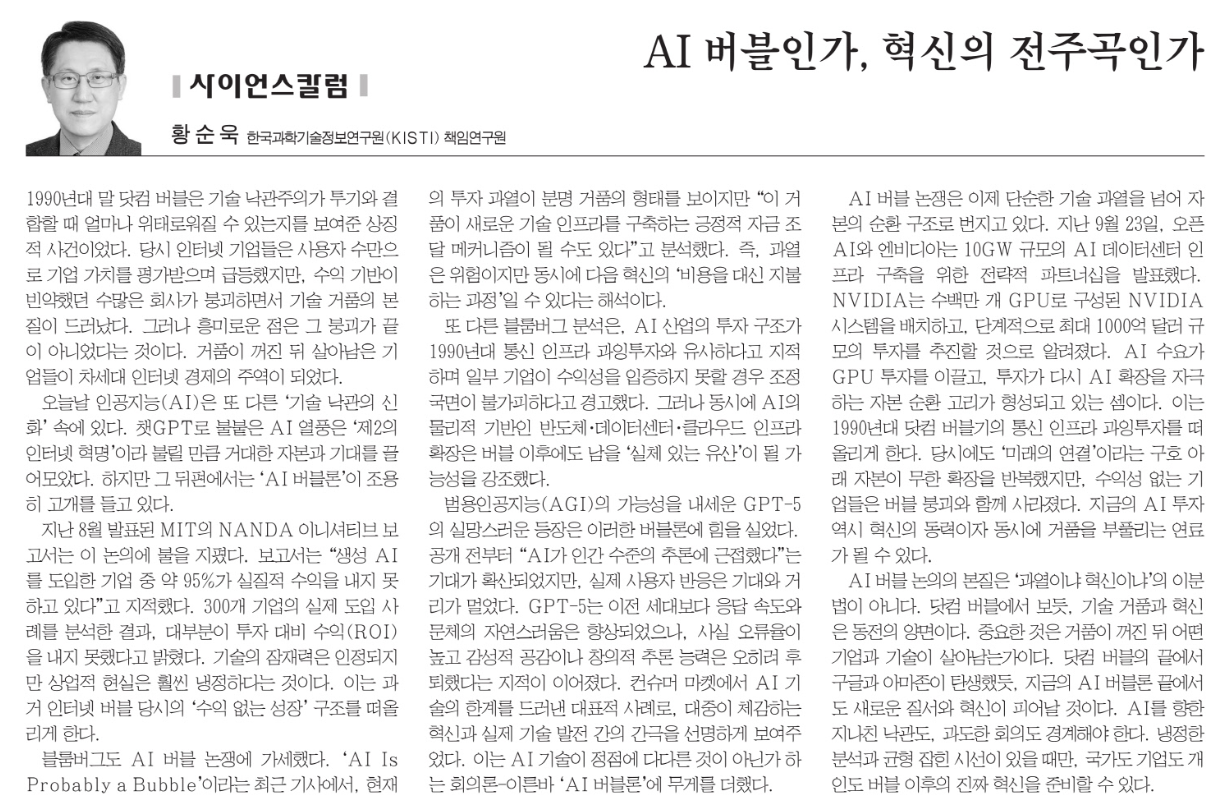 AI 버블인가, 혁신의 전주곡인가
사이언스칼럼
황순욱 한국과학기술정보연구원(KISTI) 책임연구원
1990년대 말 닷컴 버블은 기술 낙관주의가 투기와 결
합할 때 얼마나 위태로워질 수 있는지를 보여준 상징
적 사건이었다. 당시 인터넷 기업들은 사용자 수만으
로 기업 가치를 평가받으며 급등했지만, 수익 기반이
빈약했던 수많은 회사가 붕괴하면서 기술 거품의 본
질이 드러났다. 그러나 흥미로운 점은 그 붕괴가 끝
이 아니었다는 것이다. 거품이 꺼진 뒤 살아남은 기
업들이 차세대 인터넷 경제의 주역이 되었다.
오늘날 인공지능(AI)은 또 다른 ‘기술 낙관의 신
화’ 속에 있다. 챗GPT로 불붙은 AI 열풍은 ‘제2의
인터넷 혁명’이라 불릴 만큼 거대한 자본과 기대를 끌
어모았다. 하지만 그 뒤편에서는 ‘AI 버블론’이 조용
히 고개를 들고 있다.
지난 8월 발표된 MIT의 NANDA 이니셔티브 보
고서는 이 논의에 불을 지폈다. 보고서는 “생성 AI
를 도입한 기업 중 약 95%가 실질적 수익을 내지 못
하고 있다”고 지적했다. 300개 기업의 실제 도입 사
례를 분석한 결과, 대부분이 투자 대비 수익(ROI)
을 내지 못했다고 밝혔다. 기술의 잠재력은 인정되지
만 상업적 현실은 훨씬 냉정하다는 것이다. 이는 과
거 인터넷 버블 당시의 ‘수익 없는 성장’ 구조를 떠올
리게 한다.
블룸버그도 AI 버블 논쟁에 가세했다. ‘AI Is
Probably a Bubble’이라는 최근 기사에서, 현재
의 투자 과열이 분명 거품의 형태를 보이지만 “이 거
품이 새로운 기술 인프라를 구축하는 긍정적 자금 조
달 메커니즘이 될 수도 있다”고 분석했다. 즉, 과열
은 위험이지만 동시에 다음 혁신의 ‘비용을 대신 지불
하는 과정’일 수 있다는 해석이다.
또 다른 블룸버그 분석은, AI 산업의 투자 구조가
1990년대 통신 인프라 과잉투자와 유사하다고 지적
하며 일부 기업이 수익성을 입증하지 못할 경우 조정
국면이 불가피하다고 경고했다. 그러나 동시에 AI의
물리적 기반인 반도체·데이터센터·클라우드 인프라
확장은 버블 이후에도 남을 ‘실체 있는 유산’이 될 가
능성을 강조했다.
범용인공지능(AGI)의 가능성을 내세운 GPT-5
의 실망스러운 등장은 이러한 버블론에 힘을 실었다.
공개 전부터 “AI가 인간 수준의 추론에 근접했다”는
기대가 확산되었지만, 실제 사용자 반응은 기대와 거
리가 멀었다. GPT-5는 이전 세대보다 응답 속도와
문체의 자연스러움은 향상되었으나, 사실 오류율이
높고 감성적 공감이나 창의적 추론 능력은 오히려 후
퇴했다는 지적이 이어졌다. 컨슈머 마켓에서 AI 기
술의 한계를 드러낸 대표적 사례로, 대중이 체감하는
혁신과 실제 기술 발전 간의 간극을 선명하게 보여주
었다. 이는 AI 기술이 정점에 다다른 것이 아닌가 하
는 회의론-이른바 ‘AI 버블론’에 무게를 더했다.
AI 버블 논쟁은 이제 단순한 기술 과열을 넘어 자
본의 순환 구조로 번지고 있다. 지난 9월 23일, 오픈
AI와 엔비디아는 10GW 규모의 AI 데이터센터 인
프라 구축을 위한 전략적 파트너십을 발표했다.
NVIDIA는 수백만 개 GPU로 구성된 NVIDIA
시스템을 배치하고, 단계적으로 최대 1000억 달러 규
모의 투자를 추진할 것으로 알려졌다. AI 수요가
GPU 투자를 이끌고, 투자가 다시 AI 확장을 자극
하는 자본 순환 고리가 형성되고 있는 셈이다. 이는
1990년대 닷컴 버블기의 통신 인프라 과잉투자를 떠
올리게 한다. 당시에도 ‘미래의 연결’이라는 구호 아
래 자본이 무한 확장을 반복했지만, 수익성 없는 기
업들은 버블 붕괴와 함께 사라졌다. 지금의 AI 투자
역시 혁신의 동력이자 동시에 거품을 부풀리는 연료
가 될 수 있다.
AI 버블 논의의 본질은 ‘과열이냐 혁신이냐’의 이분
법이 아니다. 닷컴 버블에서 보듯, 기술 거품과 혁신
은 동전의 양면이다. 중요한 것은 거품이 꺼진 뒤 어떤
기업과 기술이 살아남는가이다. 닷컴 버블의 끝에서
구글과 아마존이 탄생했듯, 지금의 AI 버블론 끝에서
도 새로운 질서와 혁신이 피어날 것이다. AI를 향한
지나친 낙관도, 과도한 회의도 경계해야 한다. 냉정한
분석과 균형 잡힌 시선이 있을 때만, 국가도 기업도 개
인도 버블 이후의 진짜 혁신을 준비할 수 있다.